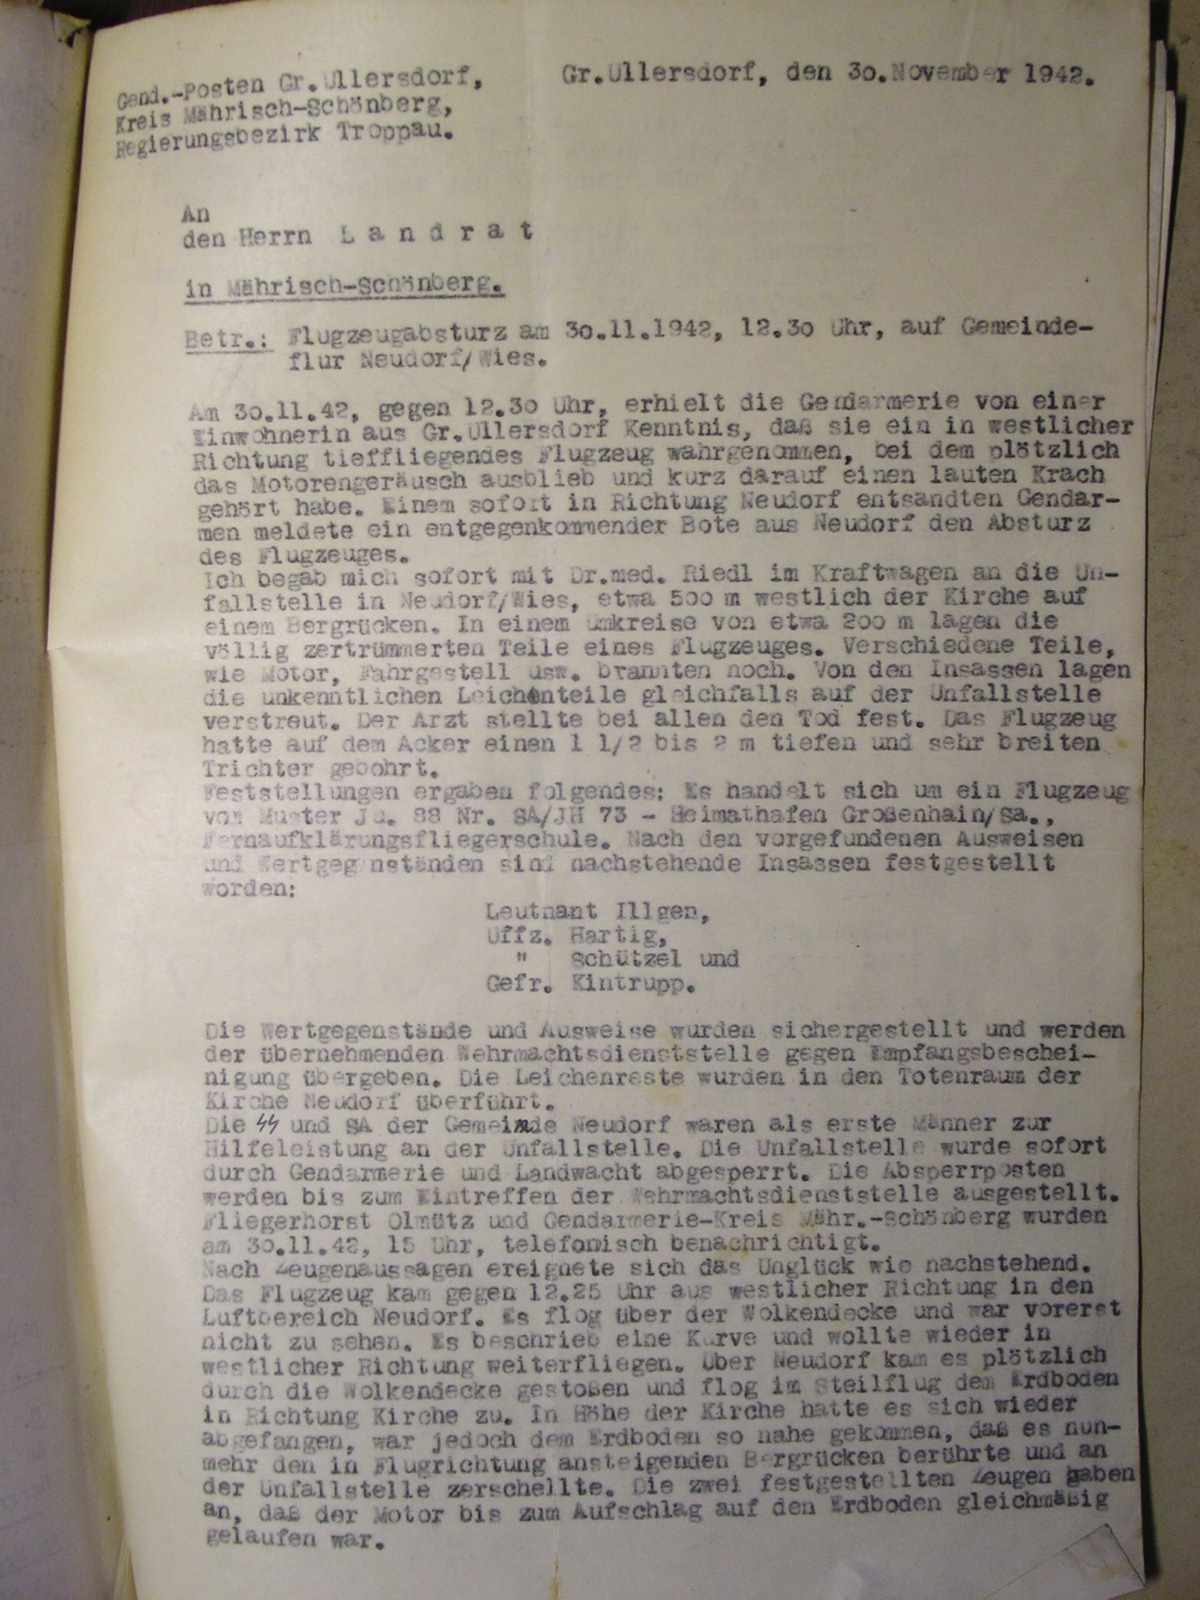 Gend.-Posten Gr.Ullersdorf,
Kreis Mährisch-Schönberg,
Regierungsbezirk Troppau.
Gr.Ullersdorf, den 30.November 1942.
An
den Herrn L a n d r a t
in Mährisch-Schönberg.
Betr.: Flugzeugabsturz am 30.11.1942, 12.30 Uhr, auf Gemeinde-
flur Neudorf/Wies.
Am 30.11.42, gegen 12.30 Uhr, erhielt die Gendarmerie von einer
Einwohnerin aus Gr.Ullersdorf Kenntnis, daß sie ein in westlicher
Richtung tieffliegendes Flugzeug wahrgenommen, bei dem plötzlich
das Motorengeräusch ausblieb und kurz darauf einen lauten Krach
gehört habe. Einem sofort in Richtung Neudorf entsandten Gendar-
men meldete ein entgegenkommender Bote aus Neudorf den Absturz
des Flugzeuges.
Ich begab mich sofort mit Dr.med. Riedl im Kraftwagen an die Un-
fallstelle in Neudorf/Wies, etwa 500 m westlich der Kirche auf
einem Bergrücken. In einem Umkreise von etwa 200 m lagen die
völlig zertrümmerten Teile eines Flugzeuges. Verschiedene Teile,
wie Motor, Fahrgestell usw. brannten noch. Von den Insassen lagen
die unkenntlichen Leichenteile gleichfalls auf der Unfallstelle
verstreut. Der Arzt stellte bei allen den Tod fest. Das Flugzeug
hatte auf dem Acker einen 1 1/2 bis 2 m tiefen und sehr breiten
Trichter gebohrt.
Feststellungen ergaben folgendes: Es handelt sich um ein Flugzeug
vom Muster Ju. 88 Nr. SA/JH 73 - Heimathafen Großenhain/Sa.,
Fernaufklärungsfliegerschule. Nach den vorgefundenen Ausweisen
und Wertgegenständen sind nachstehende Insassen festgestellt
worden:
Leutnant Illgen,
Uffz. Hartig,
" Schützel und
Gefr. Kintrupp.
Die Wertgegenstände und Ausweise wurden sichergestellt und werden
der übernehmenden Wehrmachtsdienststelle gegen Empfangsbeschei-
nigung übergeben. Die Leichenreste wurden in den Totenraum der
Kirche Neudorf überführt.
Die SS und SA der Gemeinde Neudorf waren als erste Männer zur
Hilfeleistung an der Unfallstelle. Die Unfallstelle wurde sofort
durch Gendarmerie und Landwacht abgesperrt. Die Absperrposten
werden bis zum Eintreffen der Wehrmachtsdienststelle ausgestellt.
Fliegerhorst Olmütz und Gendarmerie-Kreis Mähr.-Schönberg wurden
am 30.11.42, 15 Uhr, telefonisch benachrichtigt.
Nach Zeugenaussagen ereignete sich das Unglück wie nachstehend.
Das Flugzeug kam gegen 12.25 Uhr aus westlicher Richtung in den
Luftbereich Neudorf. Es flog über der Wolkendecke und war vorerst
nicht zu sehen. Es beschrieb eine Kurve und wollte wieder in
westlicher Richtung weiterfliegen. Über Neudorf kam es plötzlich
durch die Wolkendecke gestoßen und flog im Steilflug dem Erdboden
in Richtung Kirche zu. In Höhe der Kirche hatte es sich wieder
abgefangen, war jedoch dem Erdboden so nahe gekommen, daß es nun-
mehr den in Flugrichtung ansteigenden Bergrücken berührte und an
der Unfallstelle zerschellte. Die zwei festgestellten Zeugen gaben
an, daß der Motor bis zum Aufschlag auf den Erdboden gleichmäßig
gelaufen war.